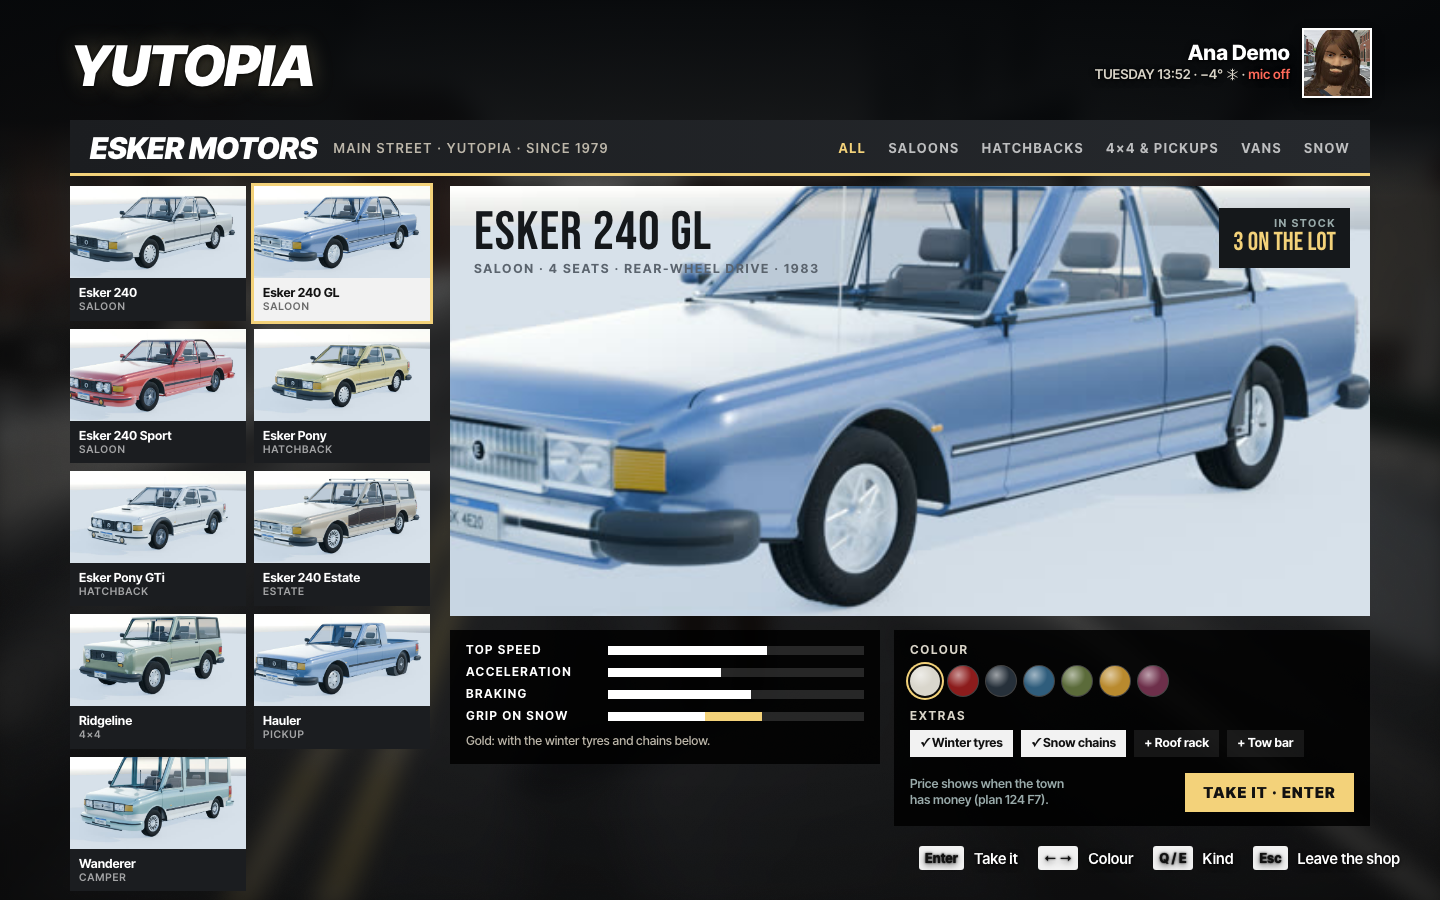 YUTOPIA
Ana Demo
TUESDAY 13:52 · −4° · mic off
ESKER MOTORS
MAIN STREET · YUTOPIA · SINCE 1979
ALL SALOONS HATCHBACKS 4×4 & PICKUPS VANS SNOW
Esker 240
SALOON
Esker 240 GL
SALOON
Esker 240 Sport
SALOON
Esker Pony
HATCHBACK
Esker Pony GTi
HATCHBACK
Esker 240 Estate
ESTATE
Ridgeline
4×4
Hauler
PICKUP
Wanderer
CAMPER
ESKER 240 GL
SALOON · 4 SEATS · REAR-WHEEL DRIVE · 1983
IN STOCK
3 ON THE LOT
4E20
TOP SPEED
ACCELERATION
BRAKING
GRIP ON SNOW
Gold: with the winter tyres and chains below.
COLOUR
EXTRAS
✓ Winter tyres ✓ Snow chains + Roof rack + Tow bar
Price shows when the town
has money (plan 124 F7).
TAKE IT · ENTER
Enter Take it ← → Colour Q / E Kind Esc Leave the shop